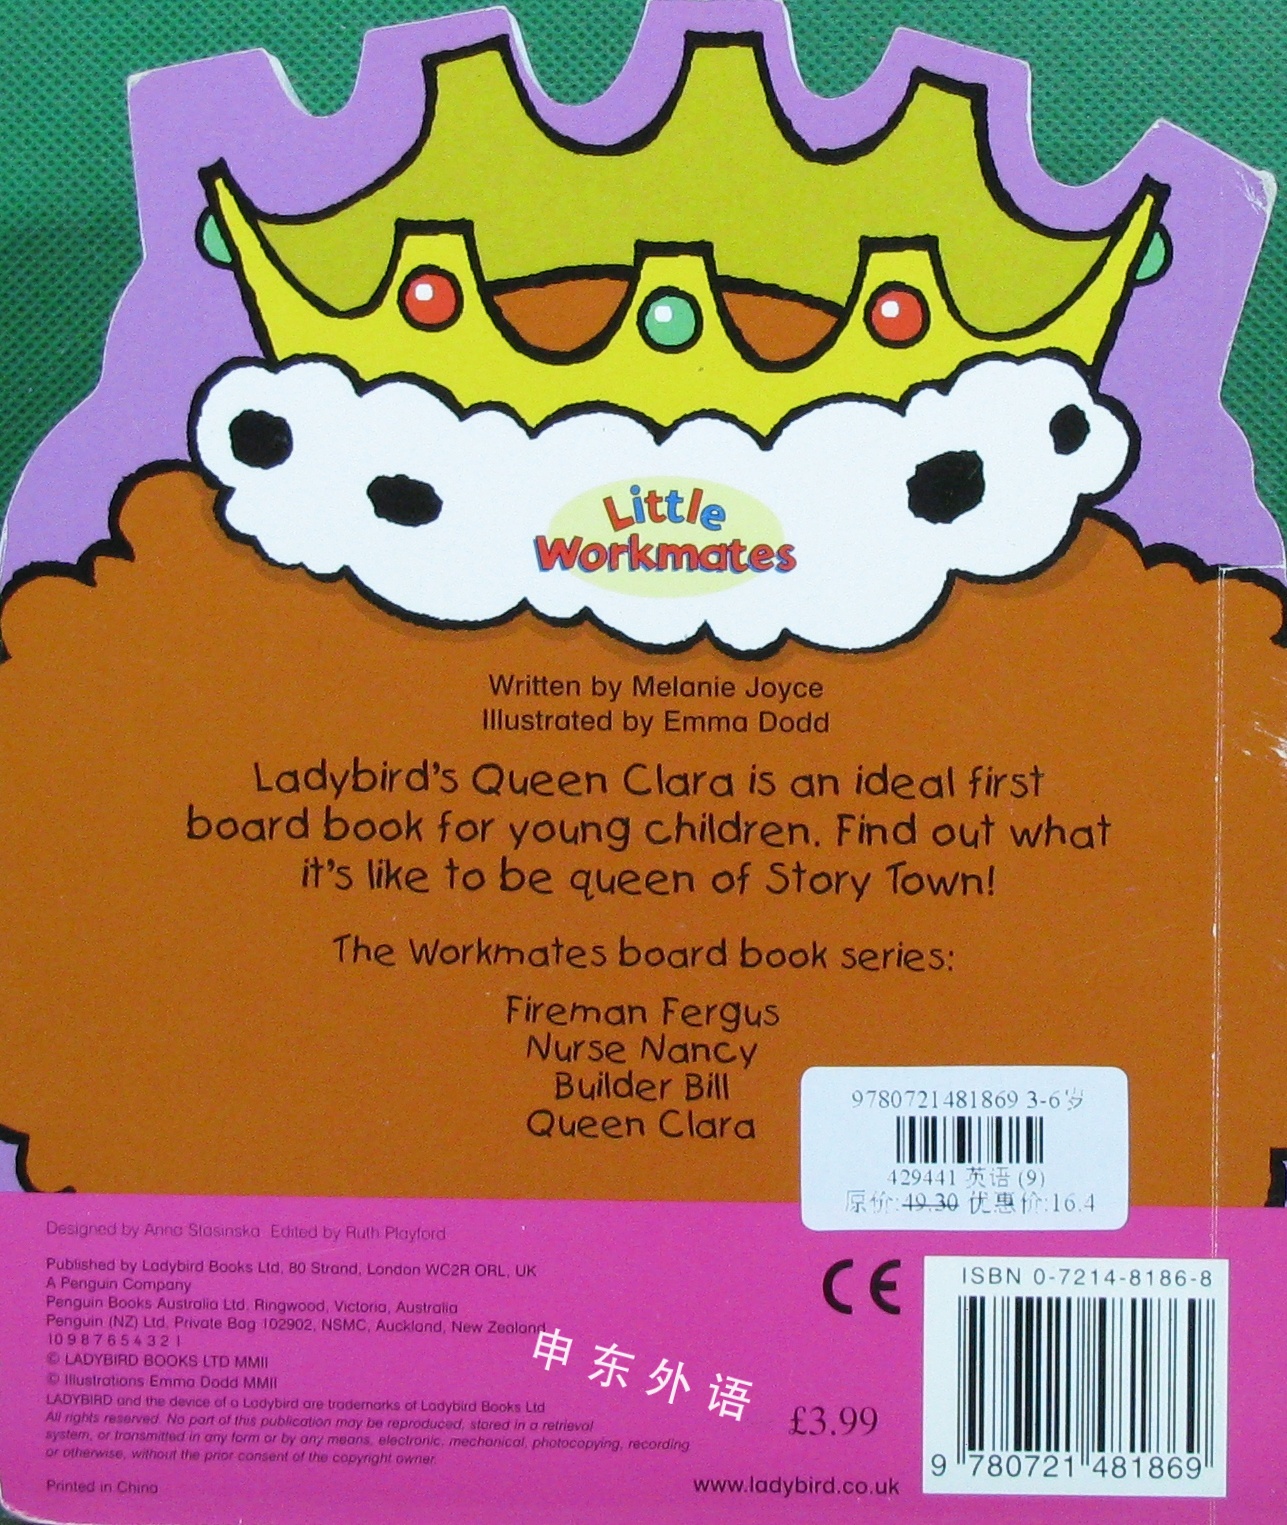 Little
Workmates
Written by Melanie Joyce
Illustrated by Emma Dodd
Ladybird's Queen Clara is an ideal first
board book for young children. Find out what
it's like to be queen of Story Town!
The Workmates board book series:
Fireman Fergus
Nurse Nancy
Builder Bill
Queen Clara
9780721481869 3-6岁
429441 英语 (9)
原价:49.30 优惠价:16.4
Designed by Anna Stasinska. Edited by Ruth Playford
Published by Ladybird Books Ltd, 80 Strand, London WC2R ORL, UK
A Penguin Company
Penguin Books Australia Ltd, Ringwood, Victoria, Australia
Penguin (NZ) Ltd, Private Bag 102902, NSMC, Auckland, New Zealand
10 9 8 7 6 5 4 3 2 1
© LADYBIRD BOOKS LTD MMII
© Illustrations Emma Dodd MMII
LADYBIRD and the device of a Ladybird are trademarks of Ladybird Books Ltd
All rights reserved. No part of this publication may be reproduced, stored in a retrieval
system, or transmitted in any form or by any means, electronic, mechanical, photocopying, recording
or otherwise, without the prior consent of the copyright owner.
Printed in China
申东外语
CE
£3.99
www.ladybird.co.uk
ISBN 0-7214-8186-8
9 780721 481869